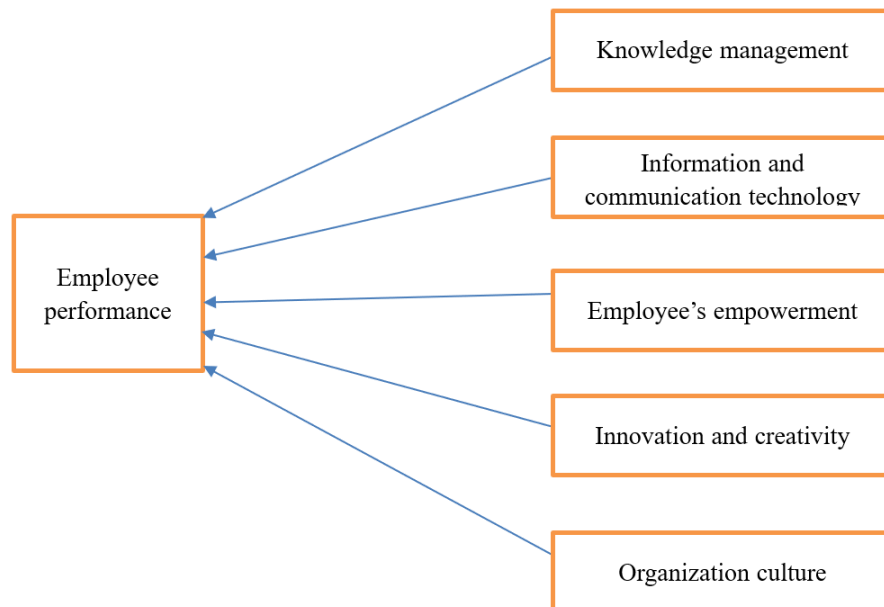 Knowledge management
Information and
communication technology
Employee
performance
Employee’s empowerment
Innovation and creativity
Organization culture